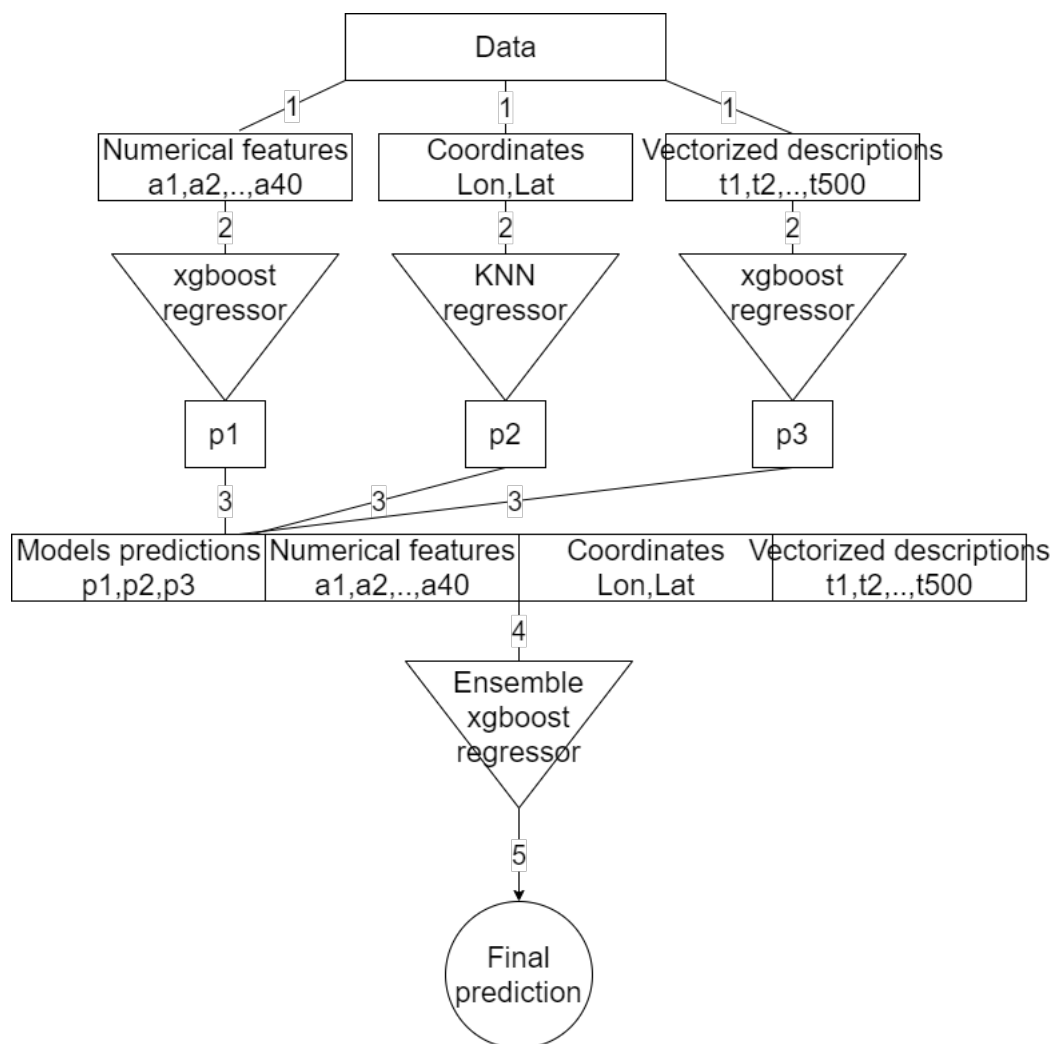 Data
1
1
1
Numerical features
a1,a2,..,a40
Coordinates
Lon,Lat
Vectorized descriptions
t1,t2,..,t500
2
2
2
xgboost
regressor
KNN
regressor
xgboost
regressor
p1
p2
p3
3
3
3
Models predictions
p1,p2,p3
Numerical features
a1,a2,..,a40
Coordinates
Lon,Lat
Vectorized descriptions
t1,t2,..,t500
4
Ensemble
xgboost
regressor
5
Final
prediction